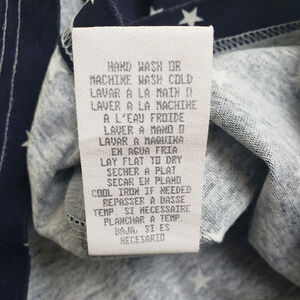 HAND WASH OR
MACHINE WASH COLD
LAVAR A LA MAIN O
LAVER A LA MACHINE
A L'EAU FROIDE
LAVER A MANO O
LAVAR A MAQUINA
EN AGUA FRIA
LAY FLAT TO DRY
SECHER A PLAT
SECAR EN PLANO
COOL IRON IF NEEDED
REPASSER A BASSE
TEMP. SI NECESSAIRE
PLANCHAR A TEMP.
BAJA, SI ES
NECESARIO